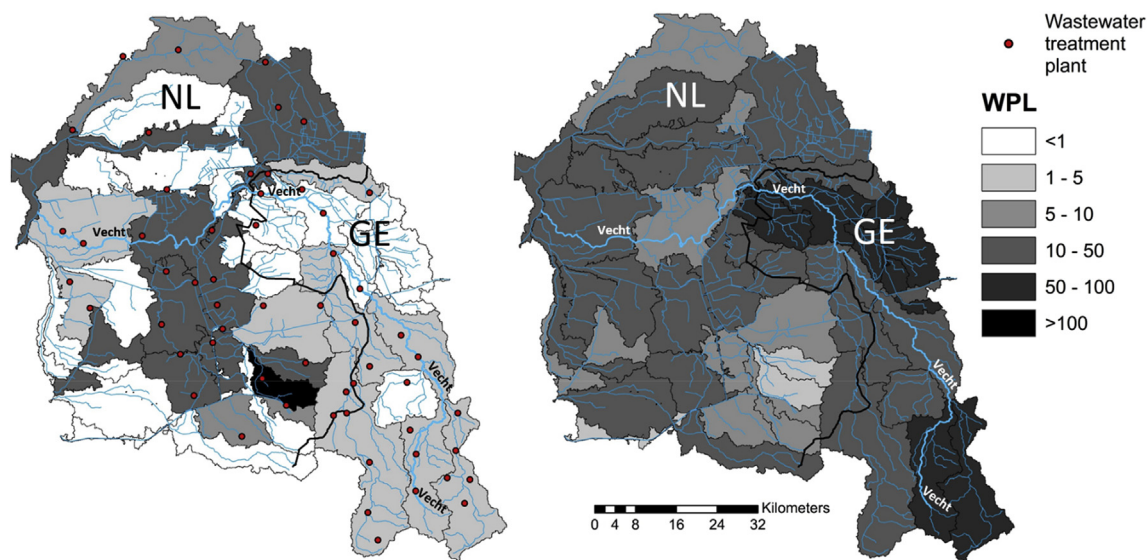 NL
Vecht
GE
Vecht
Vecht
Vecht
NL
Vecht
GE
Vecht
Vecht
Vecht
0 2 4 8 16 24 32
Kilometers
Wastewater
treatment
plant
WPL
<1
1 - 5
5 - 10
10 - 50
50 - 100
>100